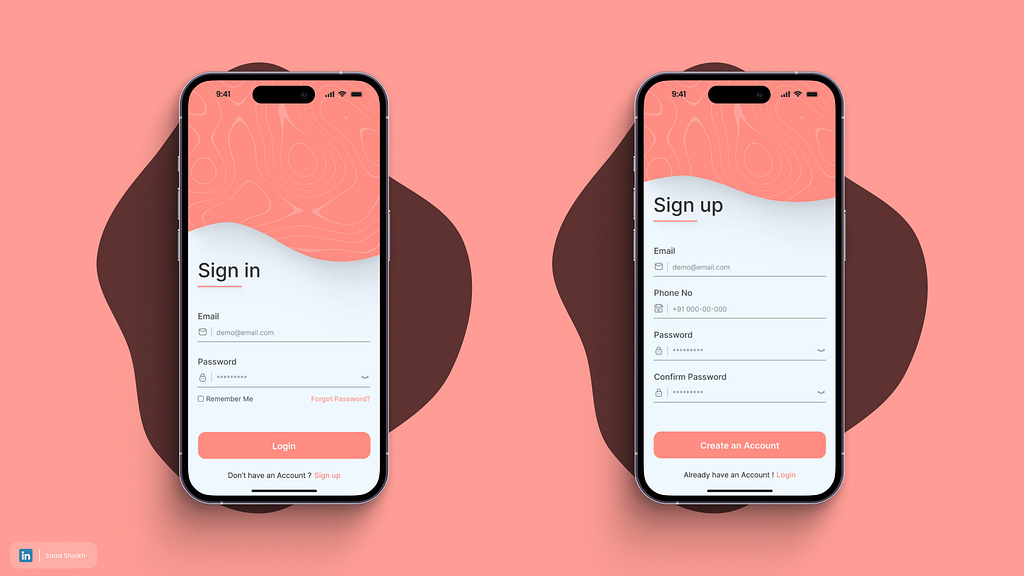 9:41
Sign in
Email
demo@email.com
Password
*********
Remember Me
Forgot Password?
Login
Don't have an Account ? Sign up
9:41
Sign up
Email
demo@email.com
Phone No
+91 000-00-000
Password
*********
Confirm Password
*********
Create an Account
Already have an Account ! Login
in
Saad Shaikh